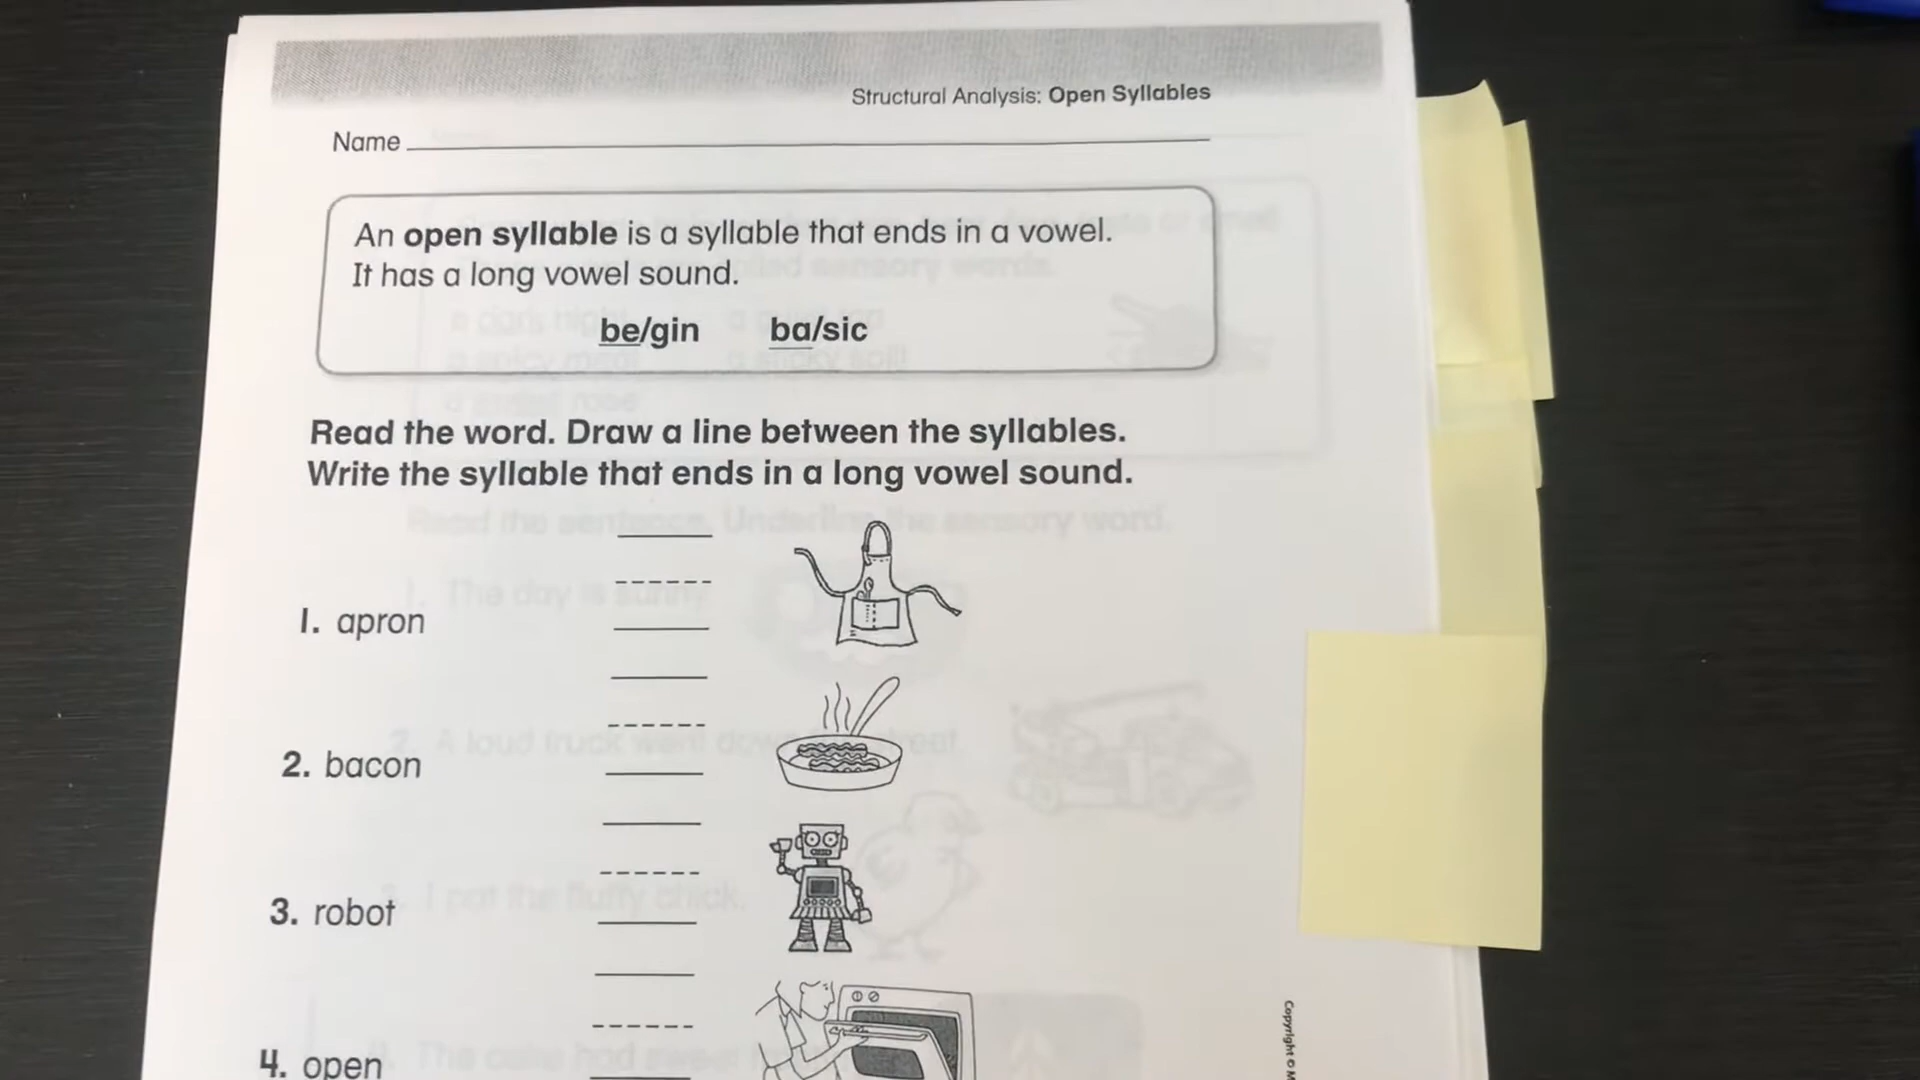 Structural Analysis: Open Syllables
Name
An open syllable is a syllable that ends in a vowel.
It has a long vowel sound.
be/gin ba/sic
Read the word. Draw a line between the syllables.
Write the syllable that ends in a long vowel sound.
1. apron
2. bacon
3. robot
4. open
Copyright ©